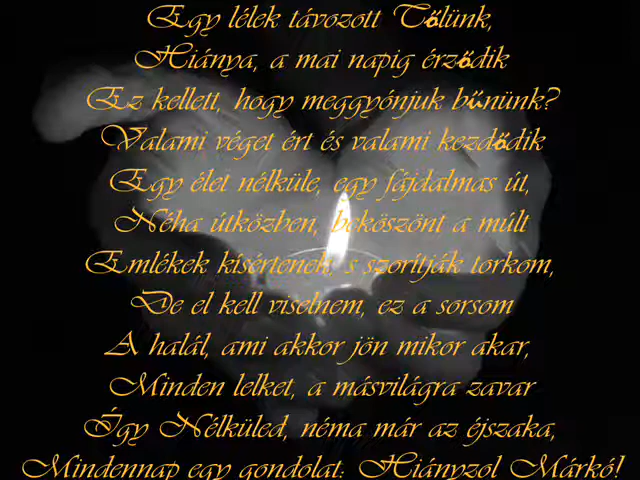 Egy lélek távozott Tőlünk,
Hiánya, a mai napig érződik
Ez kellett, hogy meggyónjuk bűnünk?
Valami véget ért és valami kezdődik
Egy élet nélküle, egy fájdalmas út,
Néha útközben, beköszönt a múlt
Emlékek kísértenek, s szorítják torkom,
De el kell viselnem, ez a sorsom
A halál, ami akkor jön mikor akar,
Minden lelket, a másvilágra zavar
Így Nélküled, néma már az éjszaka,
Mindennap egy gondolat: Hiányzol Márkó!